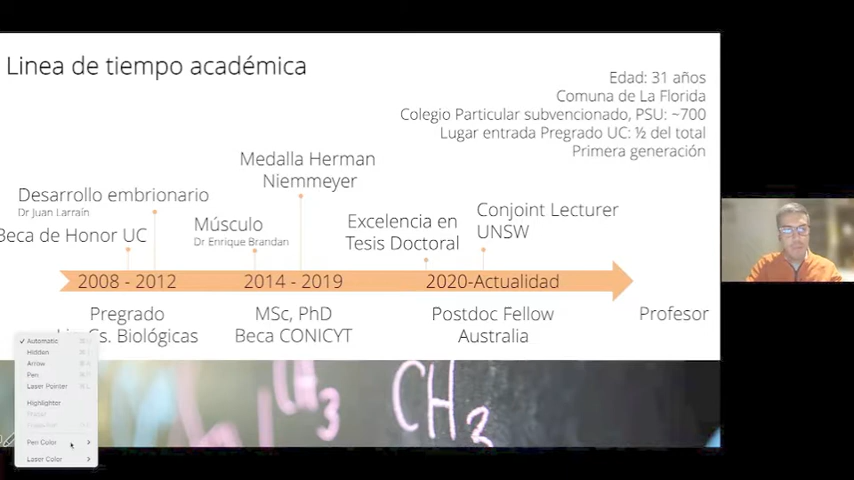 Linea de tiempo académica
Edad: 31 años
Comuna de La Florida
Colegio Particular subvencionado, PSU: ~700
Lugar entrada Pregrado UC: ½ del total
Primera generación
Medalla Herman
Niemmeyer
Desarrollo embrionario
Dr Juan Larraín
Beca de Honor UC
Músculo
Dr Enrique Brandan
Excelencia en
Tesis Doctoral
Conjoint Lecturer
UNSW
2008 - 2012
2014 - 2019
2020-Actualidad
Pregrado
Cs. Biológicas
MSc, PhD
Beca CONICYT
Postdoc Fellow
Australia
Profesor
Automatic
Hidden
Arrow
Pen
Laser Pointer
Highlighter
Pen Color
Laser Color
CH3
CH3